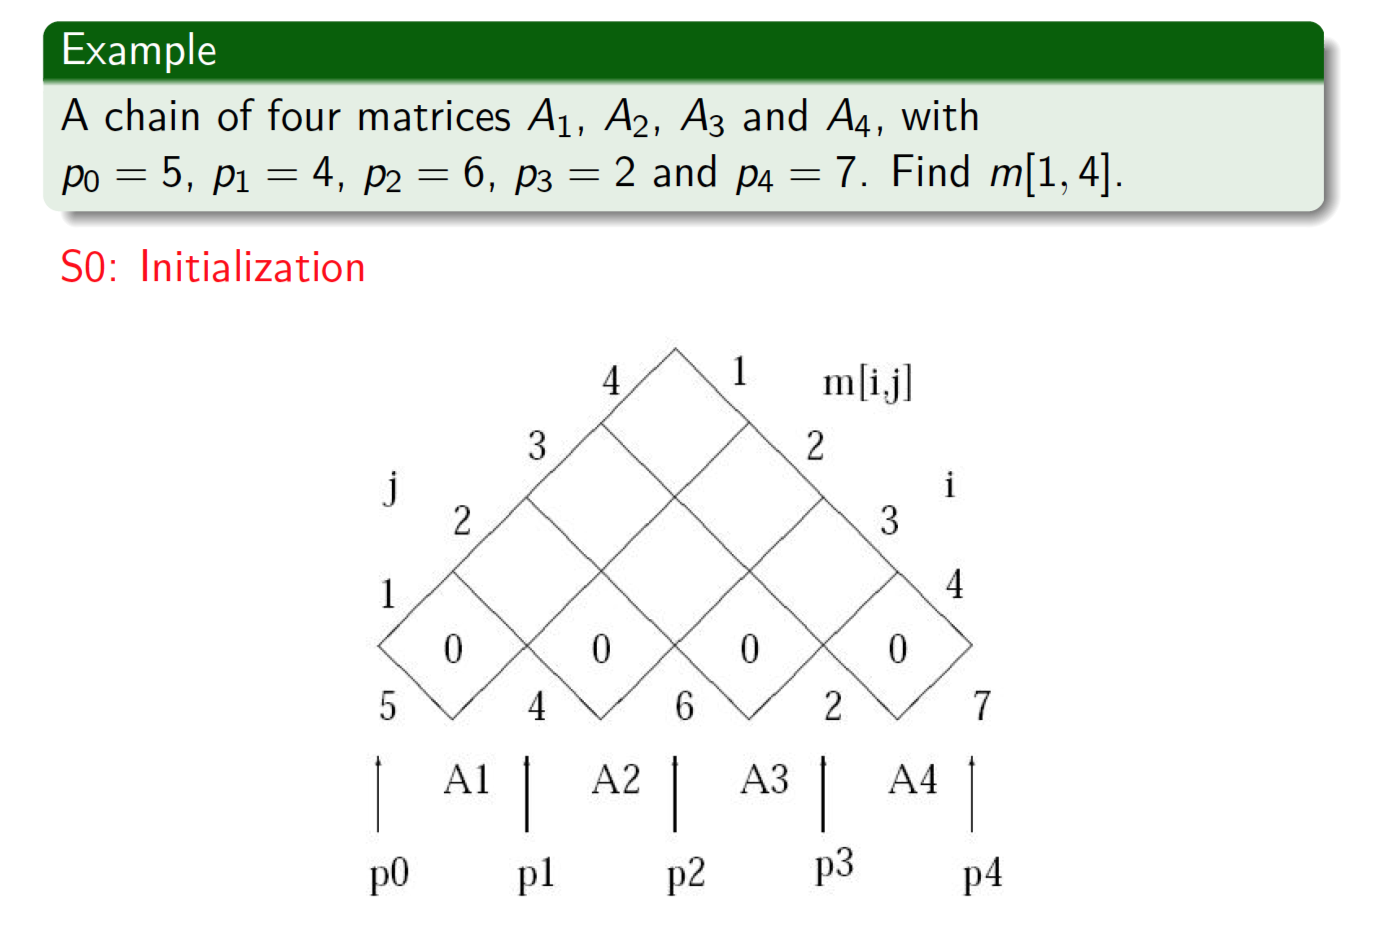 Example
A chain of four matrices A₁, A₂, A₃ and A₄, with
p₀ = 5, p₁ = 4, p₂ = 6, p₃ = 2 and p₄ = 7. Find m[1, 4].
S0: Initialization
4 1 m[i,j]
3 2
j i
2 3
1 4
0 0 0 0
5 4 6 2 7
A1 A2 A3 A4
p0 p1 p2 p3 p4